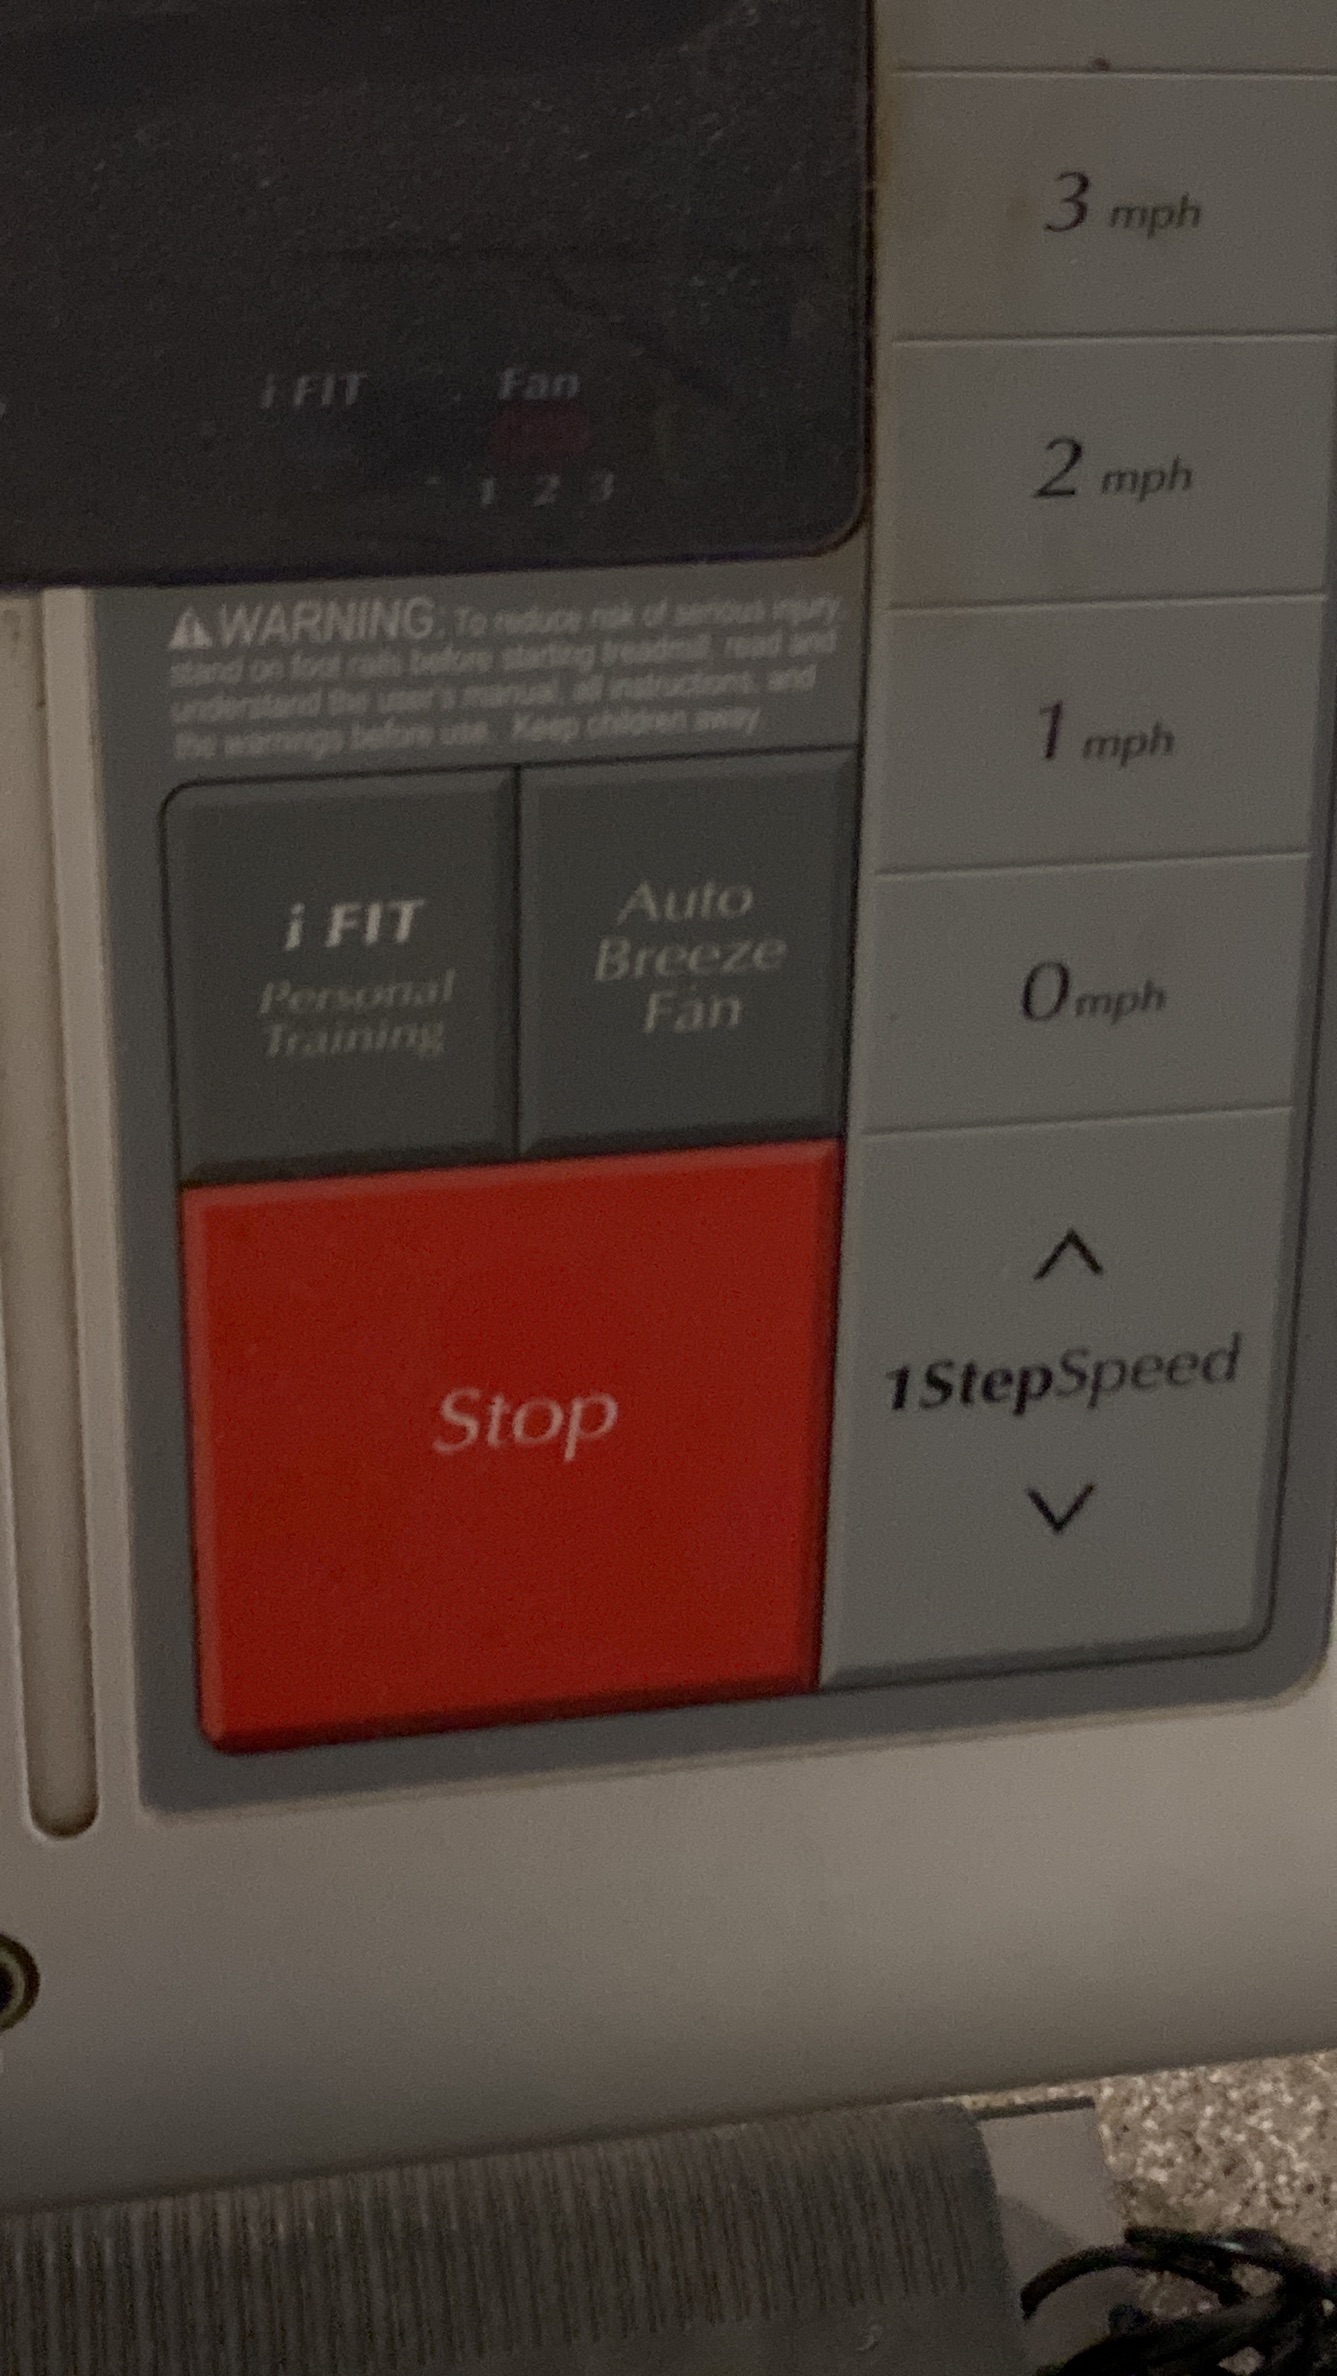 3 mph
i FIT Fan
1 2 3
2 mph
WARNING: To reduce risk of serious injury,
stand on foot rails before starting treadmill, read and
understand the user's manual, all instructions, and
the warnings before use. Keep children away.
1 mph
i FIT
Personal
Training
Auto
Breeze
Fan
0 mph
Stop
1StepSpeed